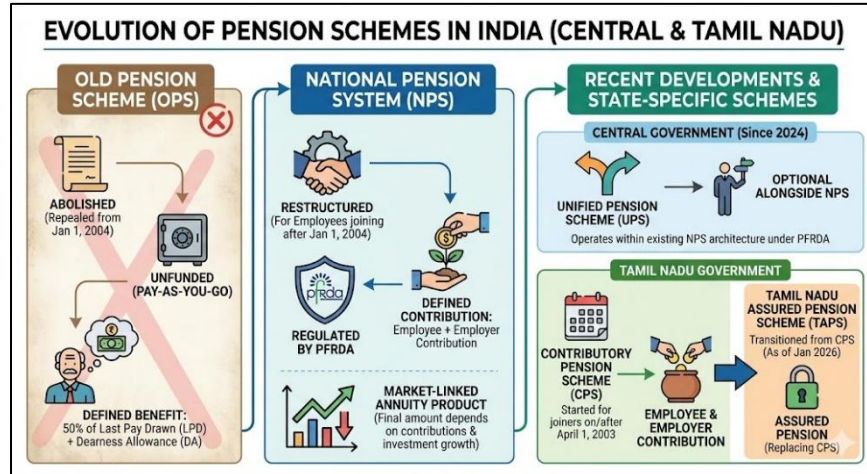 EVOLUTION OF PENSION SCHEMES IN INDIA (CENTRAL & TAMIL NADU)
OLD PENSION
SCHEME (OPS)
ABOLISHED
(Repealed from
Jan 1, 2004)
UNFUNDED
(PAY-AS-YOU-GO)
₹
DEFINED BENEFIT:
50% of Last Pay Drawn (LPD)
+ Dearness Allowance (DA)
NATIONAL PENSION
SYSTEM (NPS)
RESTRUCTURED
(For Employees joining
after Jan 1, 2004)
$
DEFINED
CONTRIBUTION:
Employee + Employer
Contribution
pfrda
REGULATED
BY PFRDA
MARKET-LINKED
ANNUITY PRODUCT
(Final amount depends
on contributions &
investment growth)
RECENT DEVELOPMENTS &
STATE-SPECIFIC SCHEMES
CENTRAL GOVERNMENT (Since 2024)
UNIFIED PENSION
SCHEME (UPS)
OPTIONAL
ALONGSIDE NPS
Operates within existing NPS architecture under PFRDA
TAMIL NADU GOVERNMENT
CONTRIBUTORY
PENSION SCHEME
(CPS)
Started for
joiners on/after
April 1, 2003
EMPLOYEE &
EMPLOYER
CONTRIBUTION
TAMIL NADU
ASSURED PENSION
SCHEME (TAPS)
Transitioned from CPS
(As of Jan 2026)
ASSURED
PENSION
(Replacing CPS)